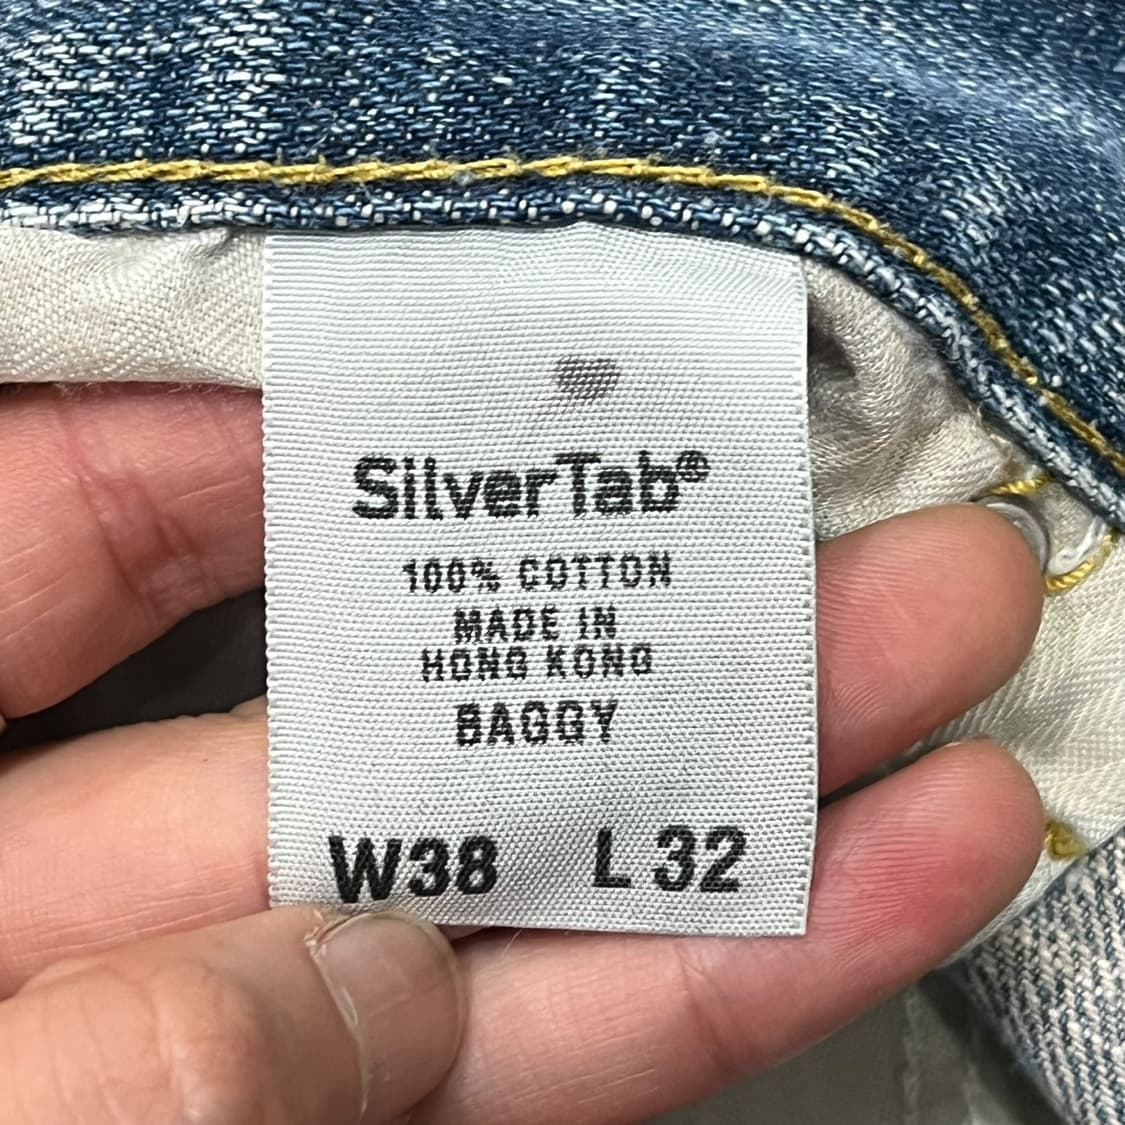 SilverTab®
100% COTTON
MADE IN
HONG KONG
BAGGY
W38 L 32